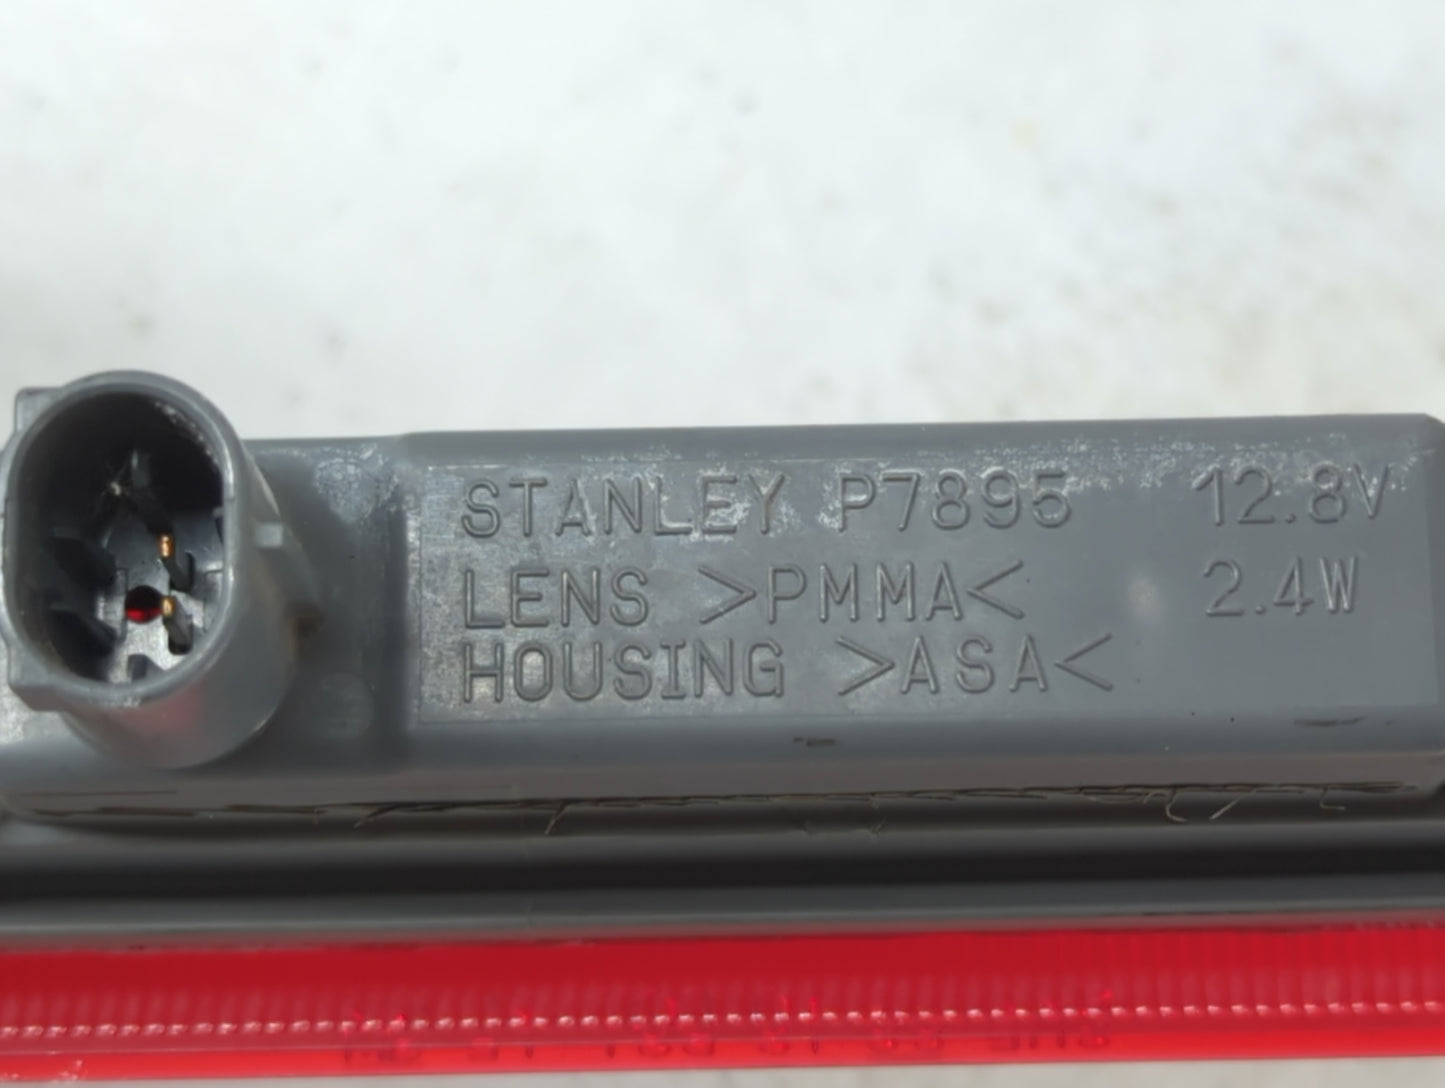 STANLEY P7895 12.8V
LENS >PMMA< 2.4W
HOUSING >ASA<